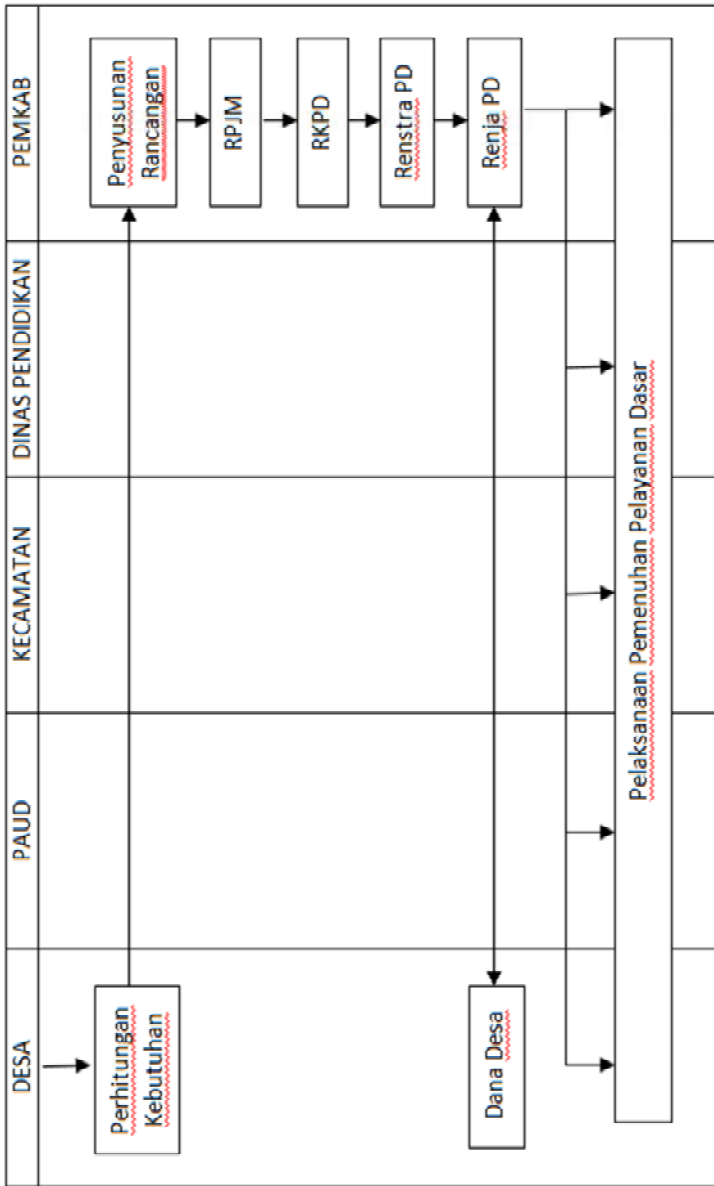 DESA
PAUD
KECAMATAN
DINAS PENDIDIKAN
PEMKAB
Perhitungan
Kebutuhan
Penyusunan
Rancangan
RPJM
RKPD
Renstra PD
Dana Desa
Renja PD
Pelaksanaan Pemenuhan Pelayanan Dasar